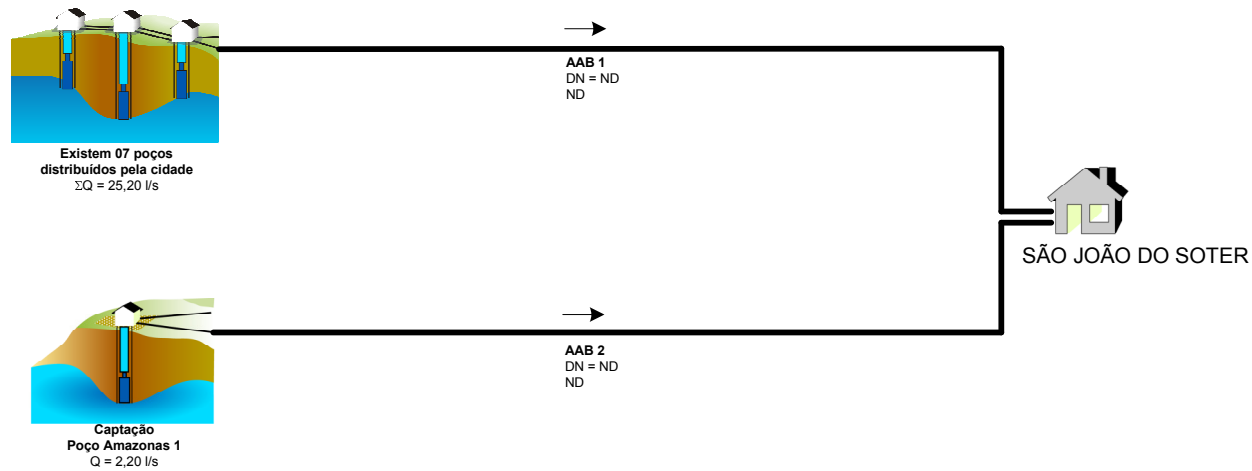 AAB 1
DN = ND
ND
Existem 07 poços
distribuídos pela cidade
ΣQ = 25,20 l/s
SÃO JOÃO DO SOTER
AAB 2
DN = ND
ND
Captação
Poço Amazonas 1
Q = 2,20 l/s